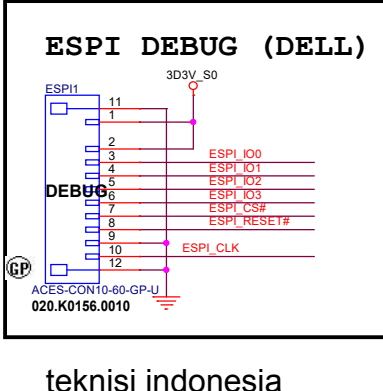 ESPI DEBUG (DELL)
3D3V_S0
ESPI1
11
1
2
3 ESPI_IO0
4 ESPI_IO1
5 ESPI_IO2
DEBUG
6 ESPI_IO3
7 ESPI_CS#
8 ESPI_RESET#
9
10 ESPI_CLK
12
GP
ACES-CON10-60-GP-U
020.K0156.0010
teknisi indonesia